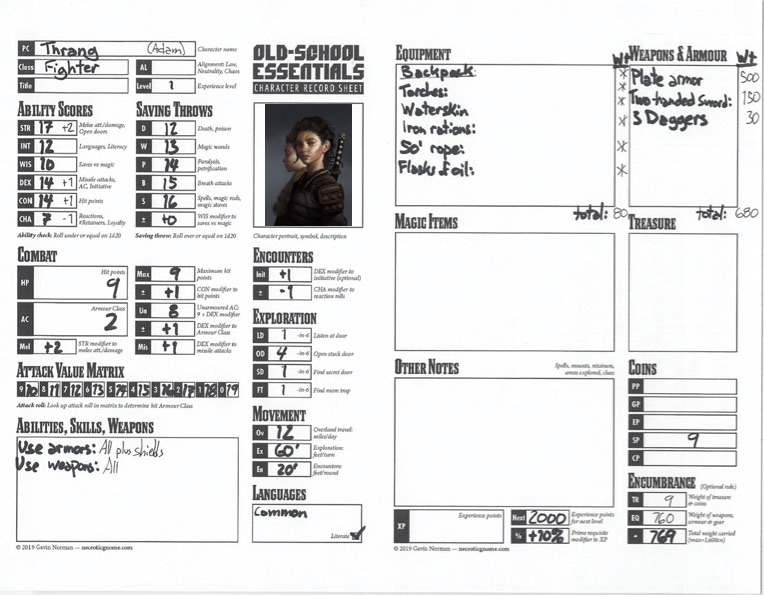 PC Thrang (Adam) Character name
Class Fighter AL Alignment: Law, Neutrality, Chaos
Title Level 1 Experience level
OLD-SCHOOL
ESSENTIALS
CHARACTER RECORD SHEET
ABILITY SCORES
STR 17 +2 Melee att./damage, Open doors
INT 12 Languages, Literacy
WIS 10 Saves vs magic
DEX 14 +1 Missile attacks, AC, Initiative
CON 14 +1 Hit points
CHA 7 -1 Reactions, #Retainers, Loyalty
Ability check: Roll under or equal on 1d20
SAVING THROWS
D 12 Death, poison
W 13 Magic wands
P 14 Paralysis, petrification
B 15 Breath attacks
S 16 Spells, magic rods, magic staves
± +0 WIS modifier to saves vs magic
Saving throw: Roll over or equal on 1d20
Character portrait, symbol, description
COMBAT
HP 9 Hit points
AC 2 Armour Class
Mel +2 STR modifier to melee att./damage
Max 9 Maximum hit points
± +1 CON modifier to hit points
Un 8 Unarmoured AC: 9 + DEX modifier
± +1 DEX modifier to Armour Class
Mis +1 DEX modifier to missile attacks
ENCOUNTERS
Init +1 DEX modifier to initiative (optional)
± -1 CHA modifier to reaction rolls
EXPLORATION
LD 1 -in-6 Listen at door
OD 4 -in-6 Open stuck door
SD 1 -in-6 Find secret door
FT 1 -in-6 Find room trap
ATTACK VALUE MATRIX
9 10 8 11 7 12 6 13 5 14 4 15 3 16 2 17 1 18 0 19
Attack roll: Look up attack roll in matrix to determine hit Armour Class
MOVEMENT
Ov 12 Overland travel: miles/day
Ex 60' Exploration: feet/turn
En 20' Encounters: feet/round
ABILITIES, SKILLS, WEAPONS
Use armors: All plus shields
Use weapons: All
LANGUAGES
Common
Literate ✓
© 2019 Gavin Norman — necroticgnome.com
EQUIPMENT Wt
Backpack: X
Torches: X
Waterskin X
Iron rations: X
50' rope: X
Flasks of oil: X
total: 80
WEAPONS & ARMOUR Wt
Plate armor 500
Two-handed Sword: 150
3 Daggers 30
total: 680
MAGIC ITEMS
TREASURE
OTHER NOTES Spells, mounts, retainers, areas explored, clues
COINS
PP
GP
EP
SP 9
CP
ENCUMBRANCE (Optional rule)
TR 9 Weight of treasure & coins
EQ 760 Weight of weapons, armour & gear
= 769 Total weight carried (max=1,600cn)
XP Experience points
Next 2000 Experience points for next level
% +10% Prime requisite modifier to XP
© 2019 Gavin Norman — necroticgnome.com